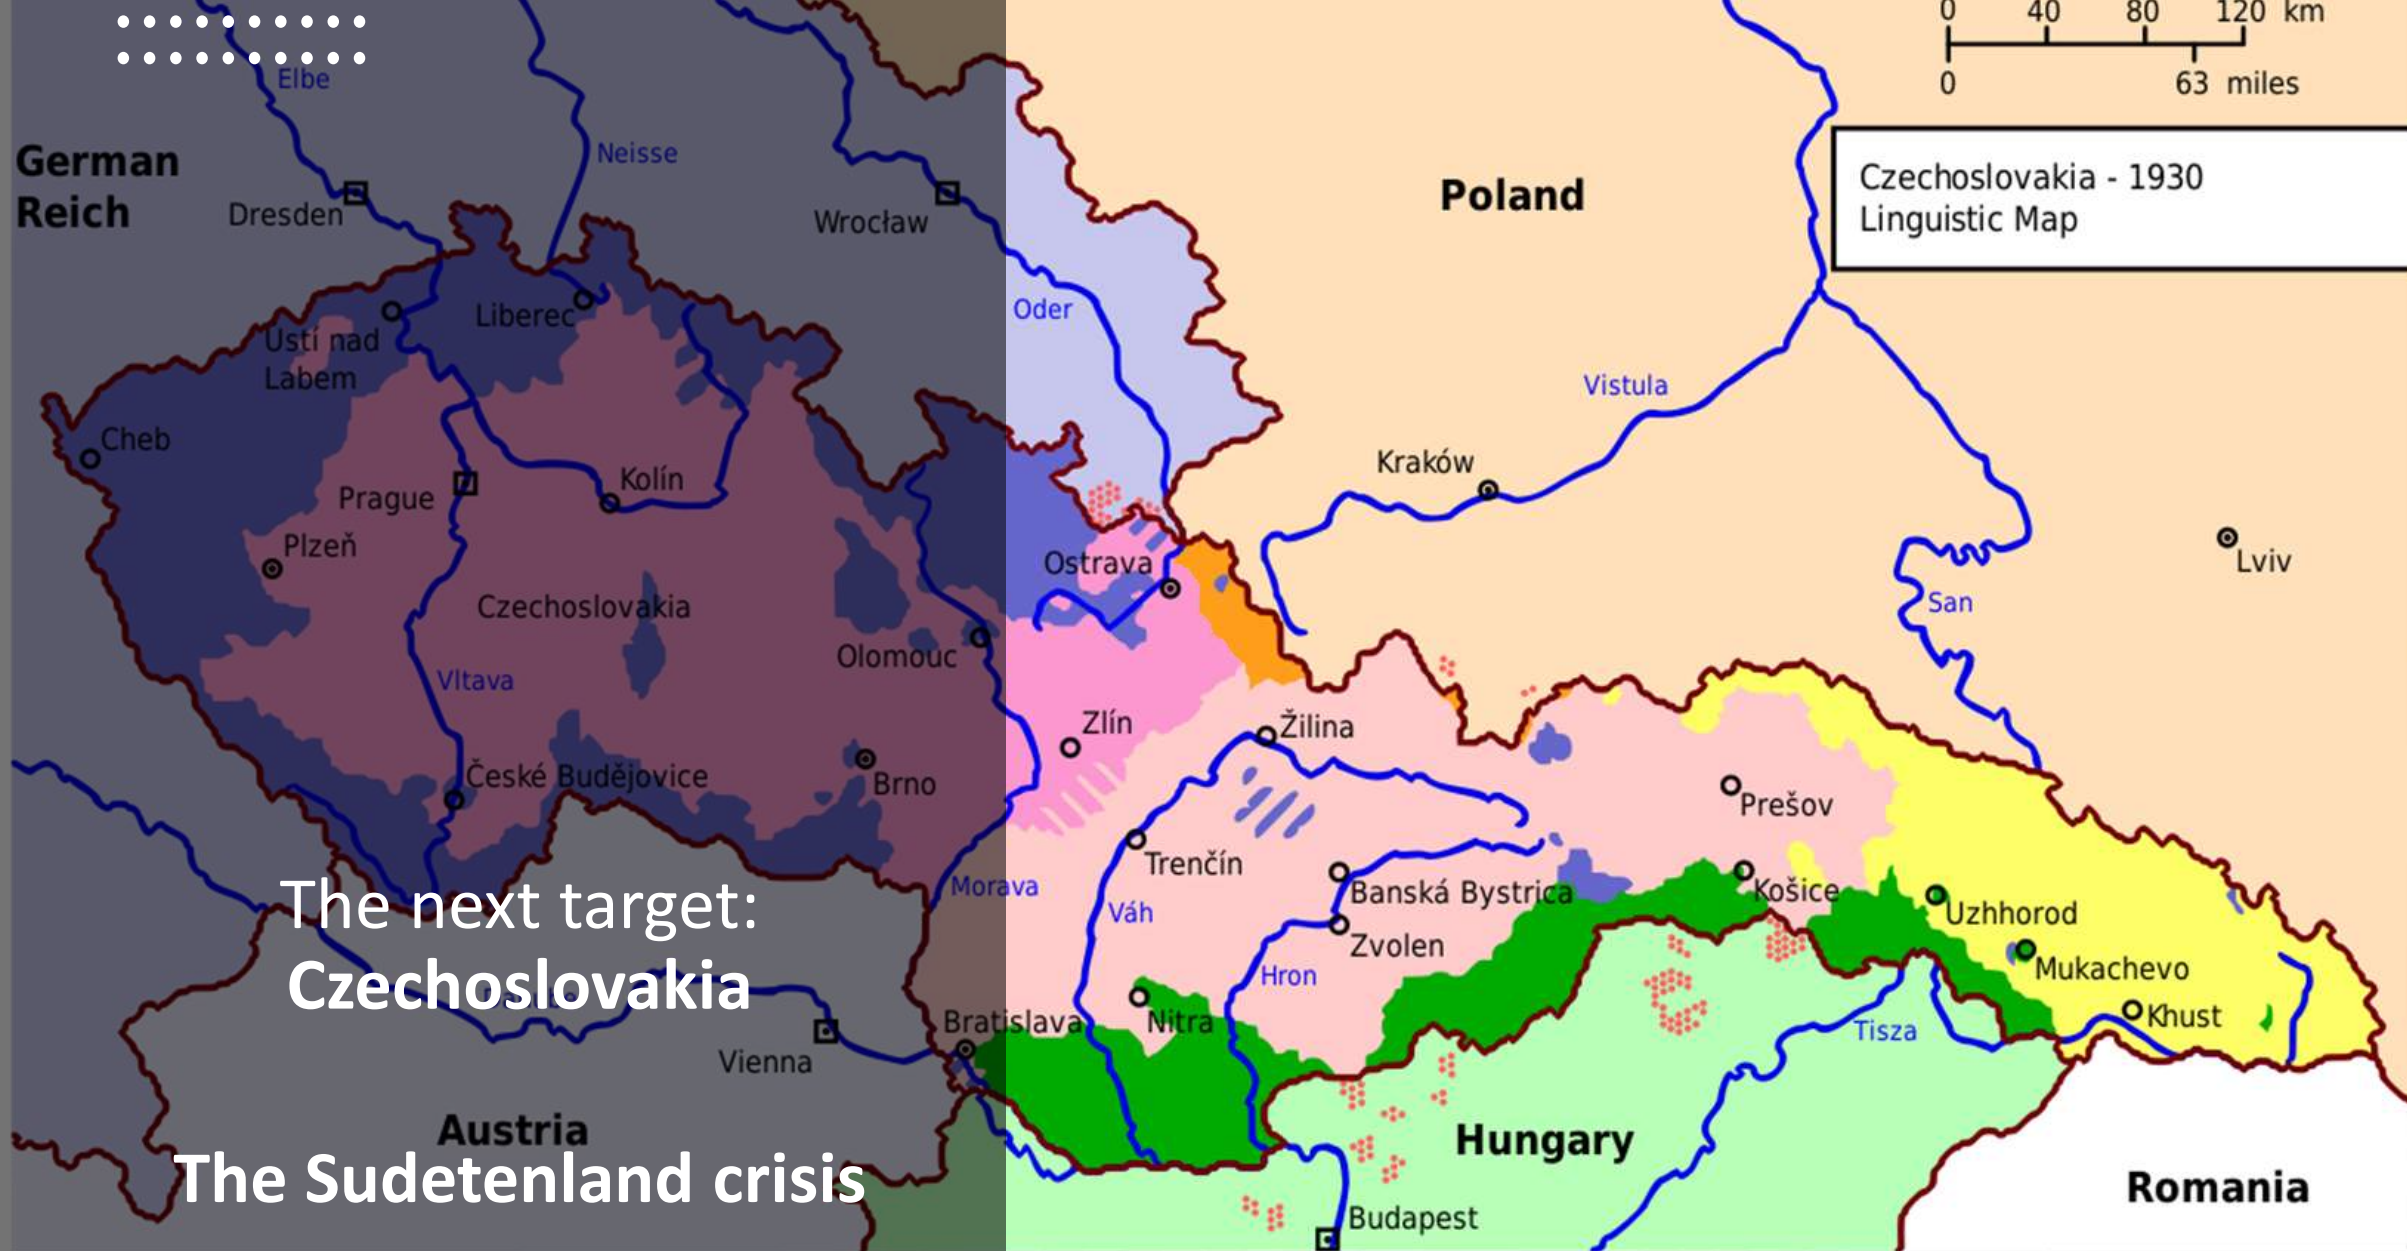 0 40 80 120 km
0 63 miles
Czechoslovakia - 1930
Linguistic Map
German
Reich
Elbe
Neisse
Dresden
Wrocław
Poland
Oder
Liberec
Ústí nad
Labem
Vistula
Cheb
Kraków
Prague
Kolín
Plzeň
Ostrava
Lviv
San
Czechoslovakia
Olomouc
Vltava
Zlín
Žilina
České Budějovice
Brno
Prešov
Trenčín
Morava
Váh
Banská Bystrica
Košice
Uzhhorod
Zvolen
Hron
Mukachevo
Nitra
Khust
Bratislava
Tisza
Danube
Vienna
Austria
Hungary
Romania
Budapest
The next target:
Czechoslovakia
The Sudetenland crisis